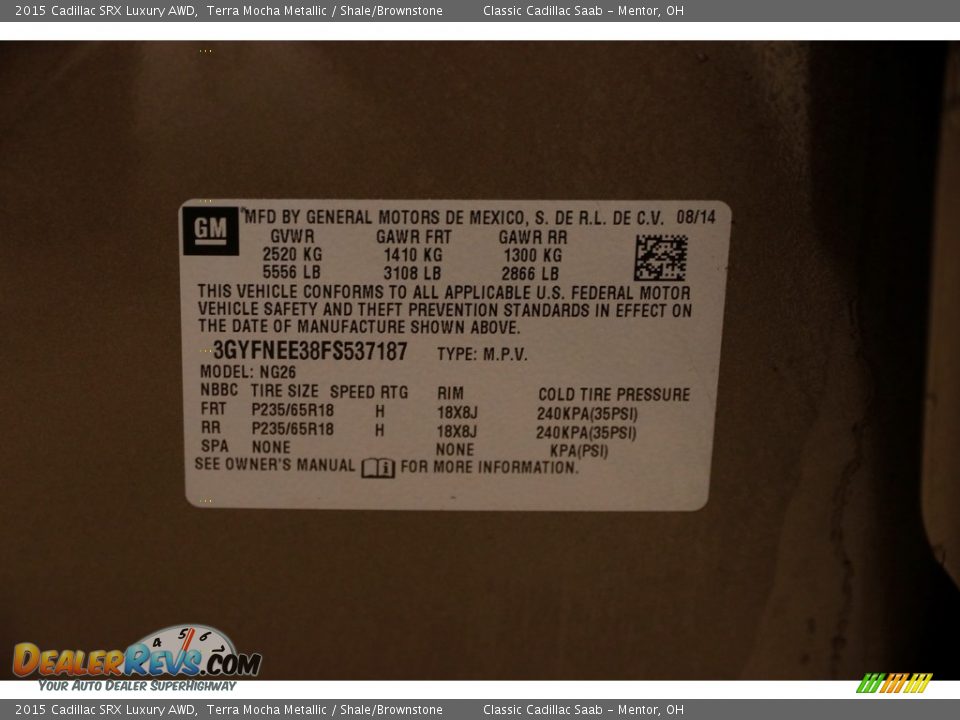 2015 Cadillac SRX Luxury AWD,  Terra Mocha Metallic / Shale/Brownstone  Classic Cadillac Saab - Mentor, OH
GM MFD BY GENERAL MOTORS DE MEXICO, S. DE R.L. DE C.V. 08/14
GVWR GAWR FRT GAWR RR
2520 KG 1410 KG 1300 KG
5556 LB 3108 LB 2866 LB
THIS VEHICLE CONFORMS TO ALL APPLICABLE U.S. FEDERAL MOTOR
VEHICLE SAFETY AND THEFT PREVENTION STANDARDS IN EFFECT ON
THE DATE OF MANUFACTURE SHOWN ABOVE.
3GYFNEE38FS537187 TYPE: M.P.V.
MODEL: NG26
NBBC TIRE SIZE SPEED RTG RIM COLD TIRE PRESSURE
FRT P235/65R18 H 18X8J 240KPA(35PSI)
RR P235/65R18 H 18X8J 240KPA(35PSI)
SPA NONE NONE KPA(PSI)
SEE OWNER'S MANUAL FOR MORE INFORMATION.
4 5 6
DEALERREVS.COM
YOUR AUTO DEALER SUPERHIGHWAY
2015 Cadillac SRX Luxury AWD,  Terra Mocha Metallic / Shale/Brownstone  Classic Cadillac Saab - Mentor, OH